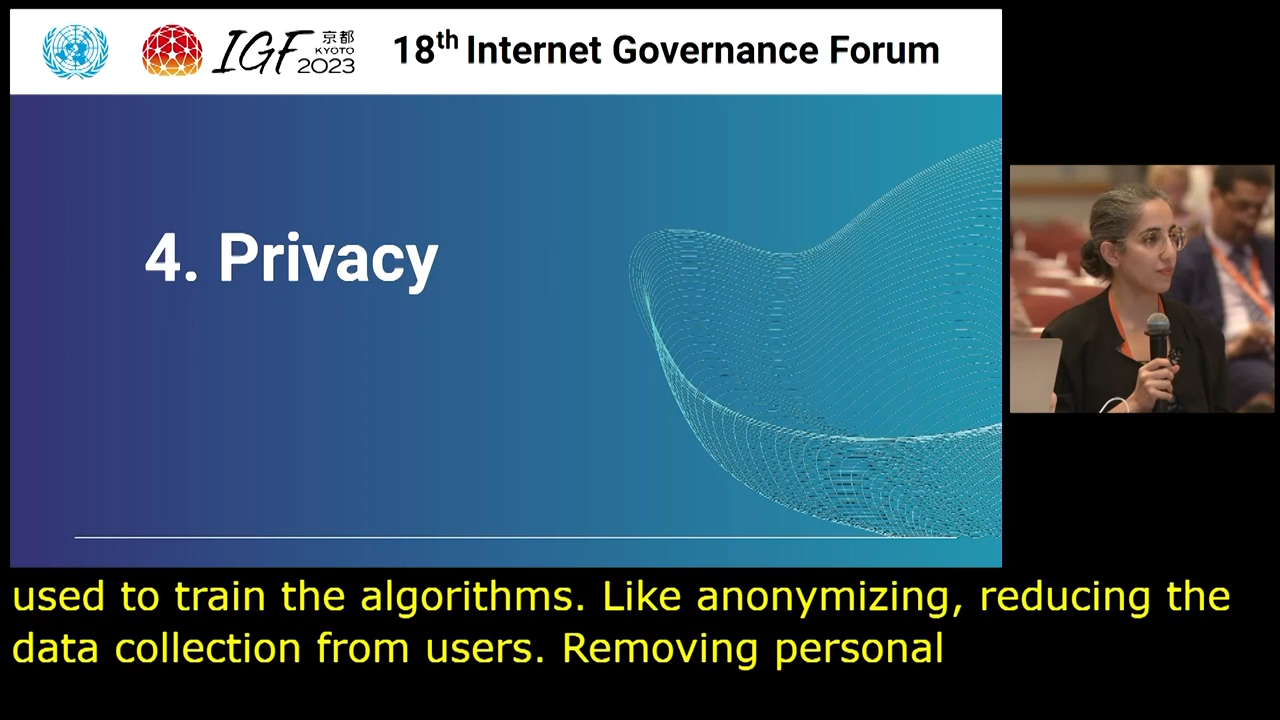 IGF 京都
KYOTO
2023
18th Internet Governance Forum
4. Privacy
used to train the algorithms. Like anonymizing, reducing the
data collection from users. Removing personal